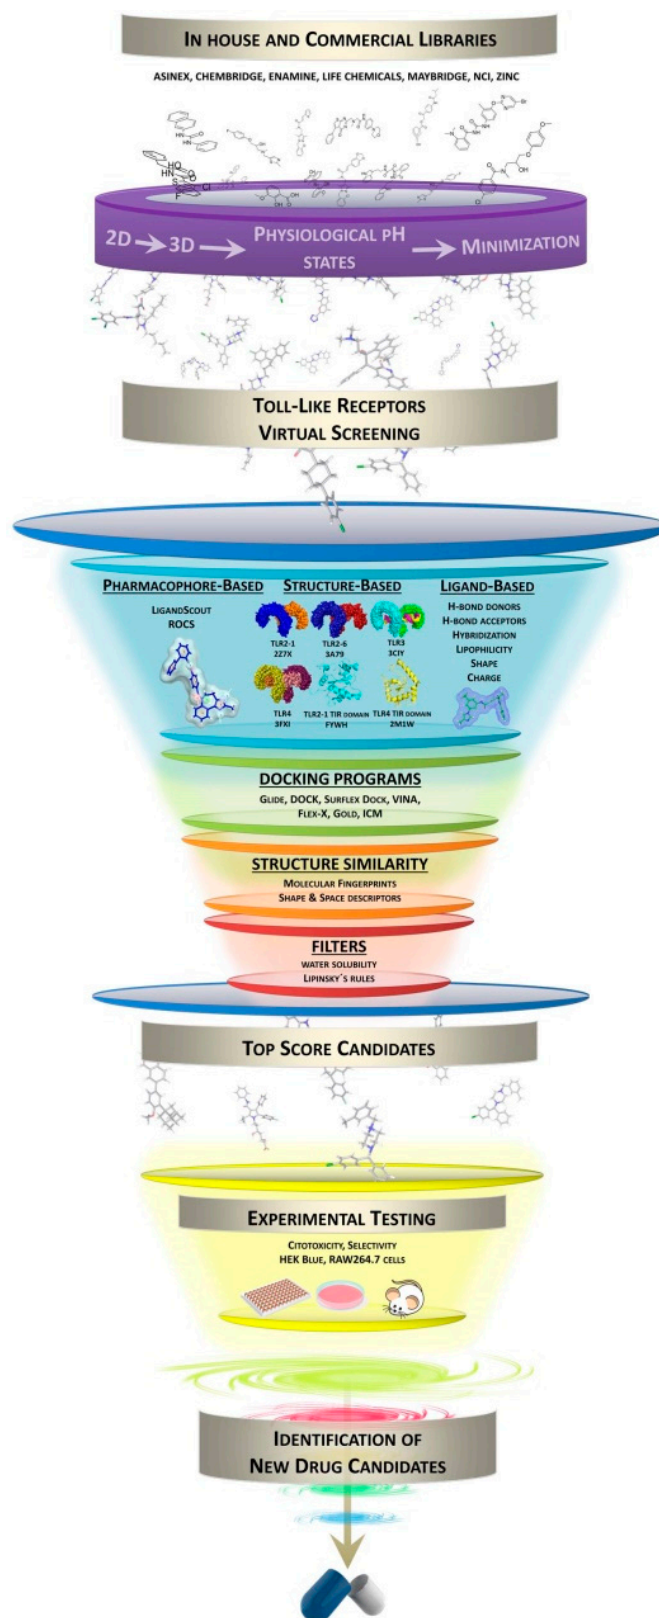 IN HOUSE AND COMMERCIAL LIBRARIES
ASINEX, CHEMBRIDGE, ENAMINE, LIFE CHEMICALS, MAYBRIDGE, NCI, ZINC
2D → 3D → PHYSIOLOGICAL pH → MINIMIZATION
STATES
TOLL-LIKE RECEPTORS
VIRTUAL SCREENING
PHARMACOPHORE-BASED
LIGANDSCOUT
ROCS
STRUCTURE-BASED
TLR2-1
2Z7X
TLR2-6
3A79
TLR3
3CIY
TLR4
3FXI
TLR2-1 TIR DOMAIN
FYWH
TLR4 TIR DOMAIN
2M1W
LIGAND-BASED
H-BOND DONORS
H-BOND ACCEPTORS
HYBRIDIZATION
LIPOPHILICITY
SHAPE
CHARGE
DOCKING PROGRAMS
GLIDE, DOCK, SURFLEX DOCK, VINA,
FLEX-X, GOLD, ICM
STRUCTURE SIMILARITY
MOLECULAR FINGERPRINTS
SHAPE & SPACE DESCRIPTORS
FILTERS
WATER SOLUBILITY
LIPINSKY´S RULES
TOP SCORE CANDIDATES
EXPERIMENTAL TESTING
CITOTOXICITY, SELECTIVITY
HEK BLUE, RAW264.7 CELLS
IDENTIFICATION OF
NEW DRUG CANDIDATES